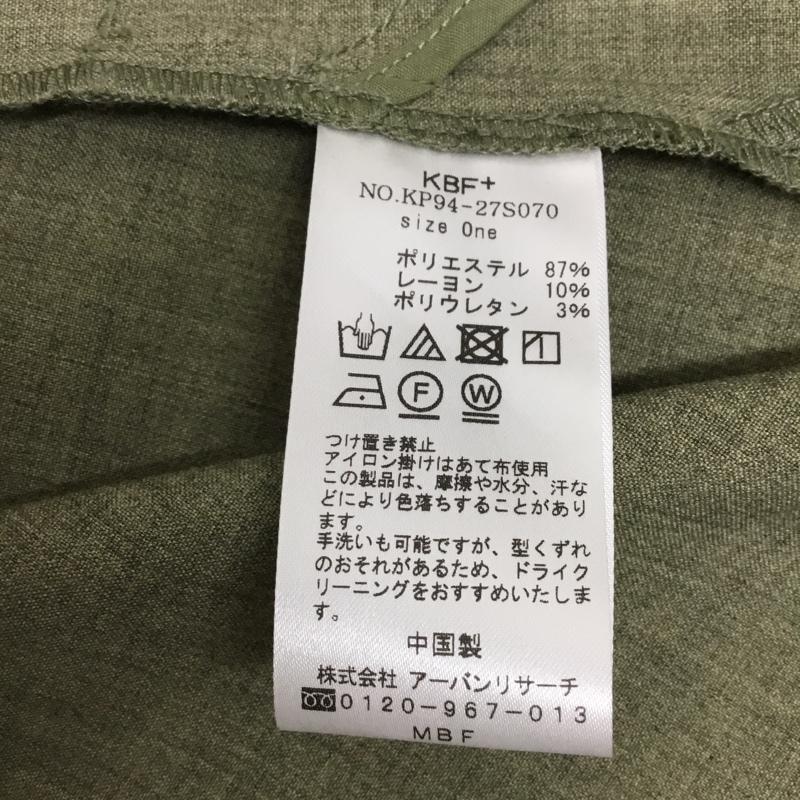 KBF+
NO.KP94-27S070
size One
ポリエステル 87%
レーヨン 10%
ポリウレタン 3%
F W
つけ置き禁止
アイロン掛けはあて布使用
この製品は、摩擦や水分、汗な
どにより色落ちすることがあり
ます。
手洗いも可能ですが、型くずれ
のおそれがあるため、ドライク
リーニングをおすすめいたしま
す。
中国製
株式会社 アーバンリサーチ
0120-967-013
MBF